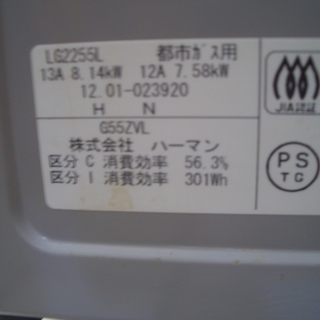 LG2255L 都市ガス用
13A 8.14kW 12A 7.58kW
12.01-023920
H N
G55ZVL
株式会社 ハーマン
区分 C 消費効率 56.3%
区分 I 消費効率 301Wh
JIA認証
PS
TG